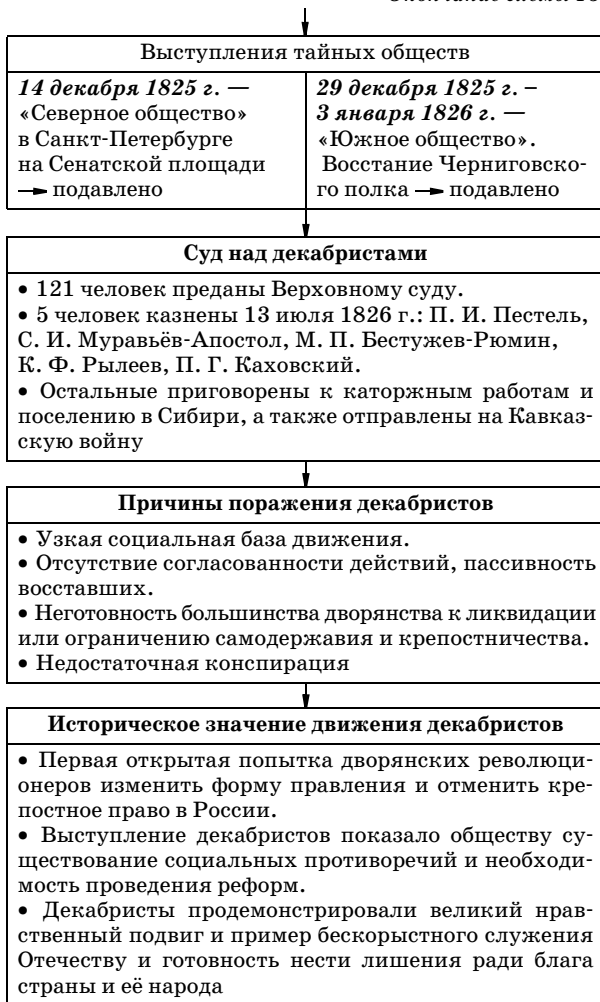 Выступления тайных обществ
14 декабря 1825 г. —
«Северное общество»
в Санкт-Петербурге
на Сенатской площади
→ подавлено
29 декабря 1825 г. –
3 января 1826 г. —
«Южное общество».
Восстание Черниговско-
го полка → подавлено
Суд над декабристами
• 121 человек преданы Верховному суду.
• 5 человек казнены 13 июля 1826 г.: П. И. Пестель,
С. И. Муравьёв-Апостол, М. П. Бестужев-Рюмин,
К. Ф. Рылеев, П. Г. Каховский.
• Остальные приговорены к каторжным работам и
поселению в Сибири, а также отправлены на Кавказ-
скую войну
Причины поражения декабристов
• Узкая социальная база движения.
• Отсутствие согласованности действий, пассивность
восставших.
• Неготовность большинства дворянства к ликвидации
или ограничению самодержавия и крепостничества.
• Недостаточная конспирация
Историческое значение движения декабристов
• Первая открытая попытка дворянских революци-
онеров изменить форму правления и отменить кре-
постное право в России.
• Выступление декабристов показало обществу су-
ществование социальных противоречий и необходи-
мость проведения реформ.
• Декабристы продемонстрировали великий нрав-
ственный подвиг и пример бескорыстного служения
Отечеству и готовность нести лишения ради блага
страны и её народа